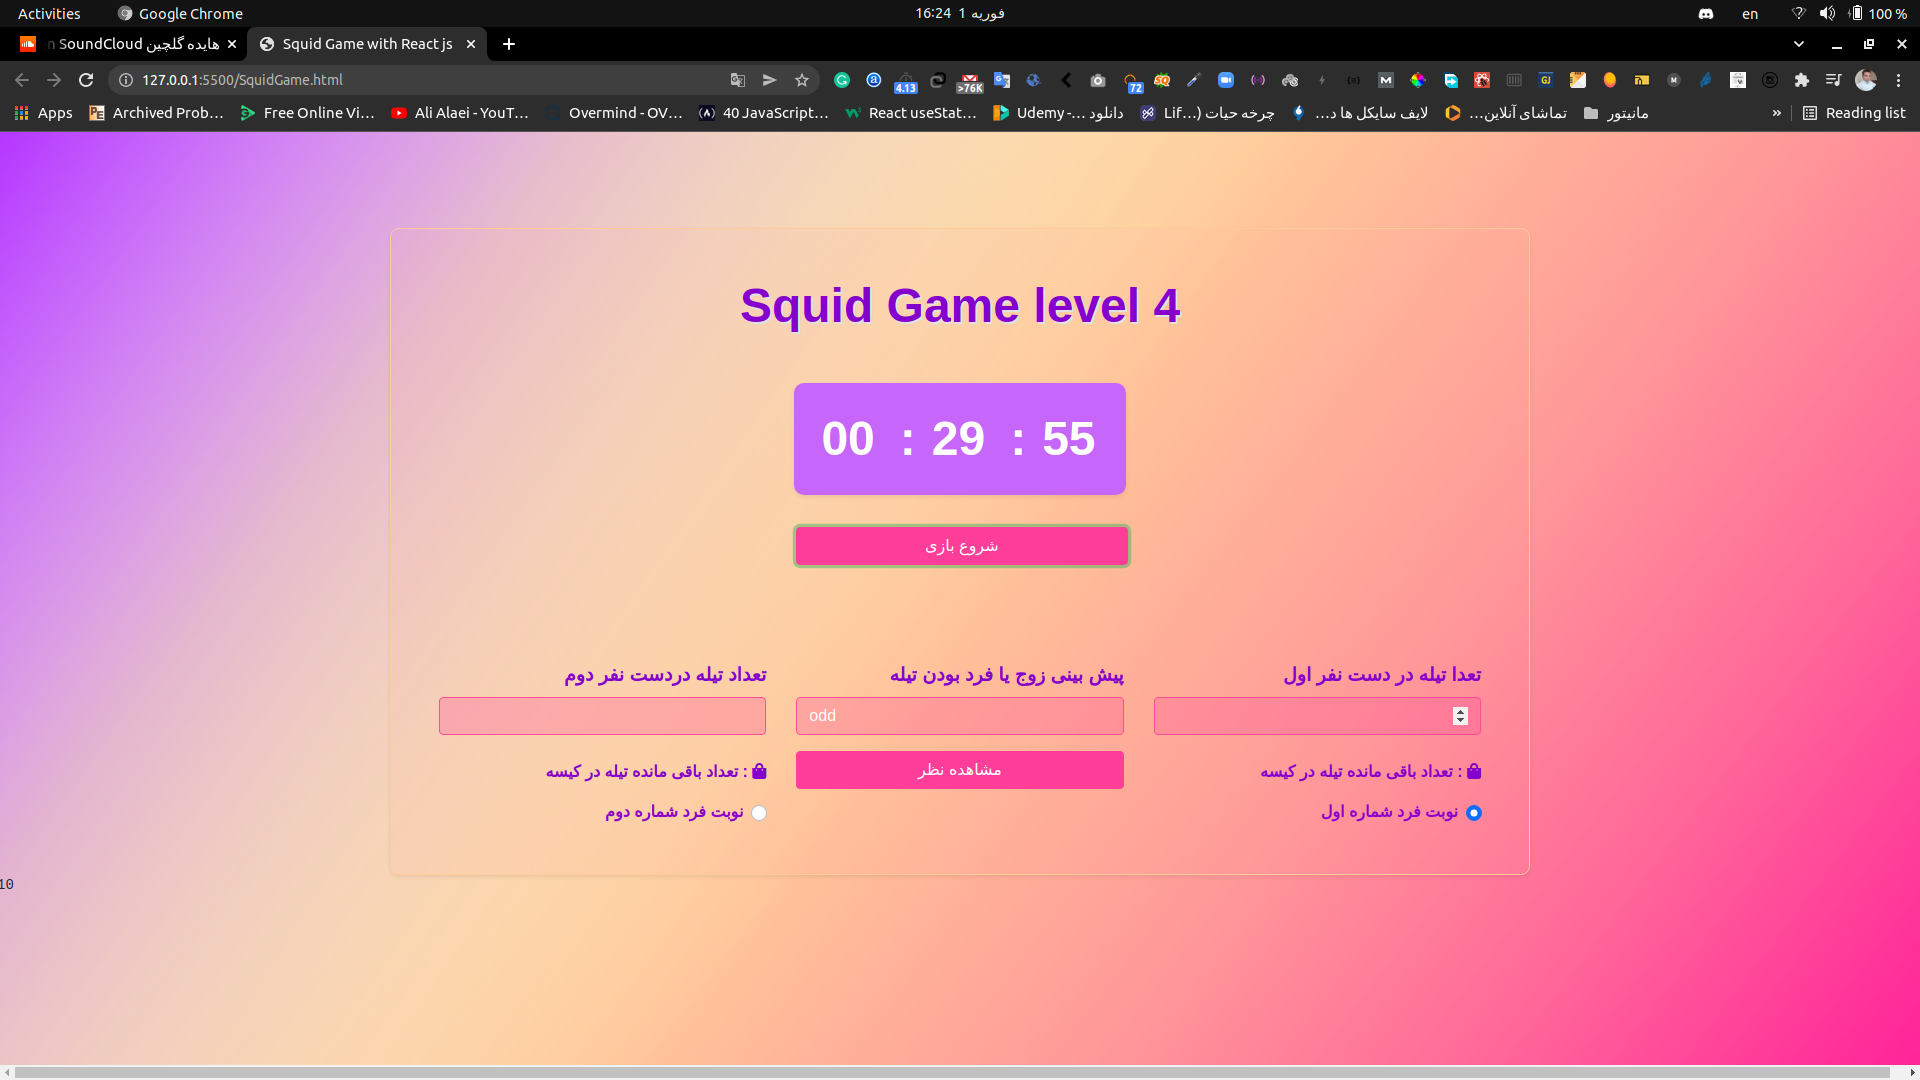 Activities
Google Chrome
16:24 1 فوریه
en
100 %
n SoundCloud هایده گلچین
Squid Game with React js
127.0.0.1:5500/SquidGame.html
4.13
>76K
72
GJ
Apps
Archived Prob…
Free Online Vi…
Ali Alaei - YouT…
Overmind - OV…
40 JavaScript…
React useStat…
دانلود …- Udemy
چرخه حیات (…Lif
لایف سایکل ها د…
تماشای آنلاین…
مانیتور
»
Reading list
Squid Game level 4
00 : 29 : 55
شروع بازی
تعدا تیله در دست نفر اول
پیش بینی زوج یا فرد بودن تیله
تعداد تیله دردست نفر دوم
odd
تعداد باقی مانده تیله در کیسه :
مشاهده نظر
تعداد باقی مانده تیله در کیسه :
نوبت فرد شماره اول
نوبت فرد شماره دوم
10